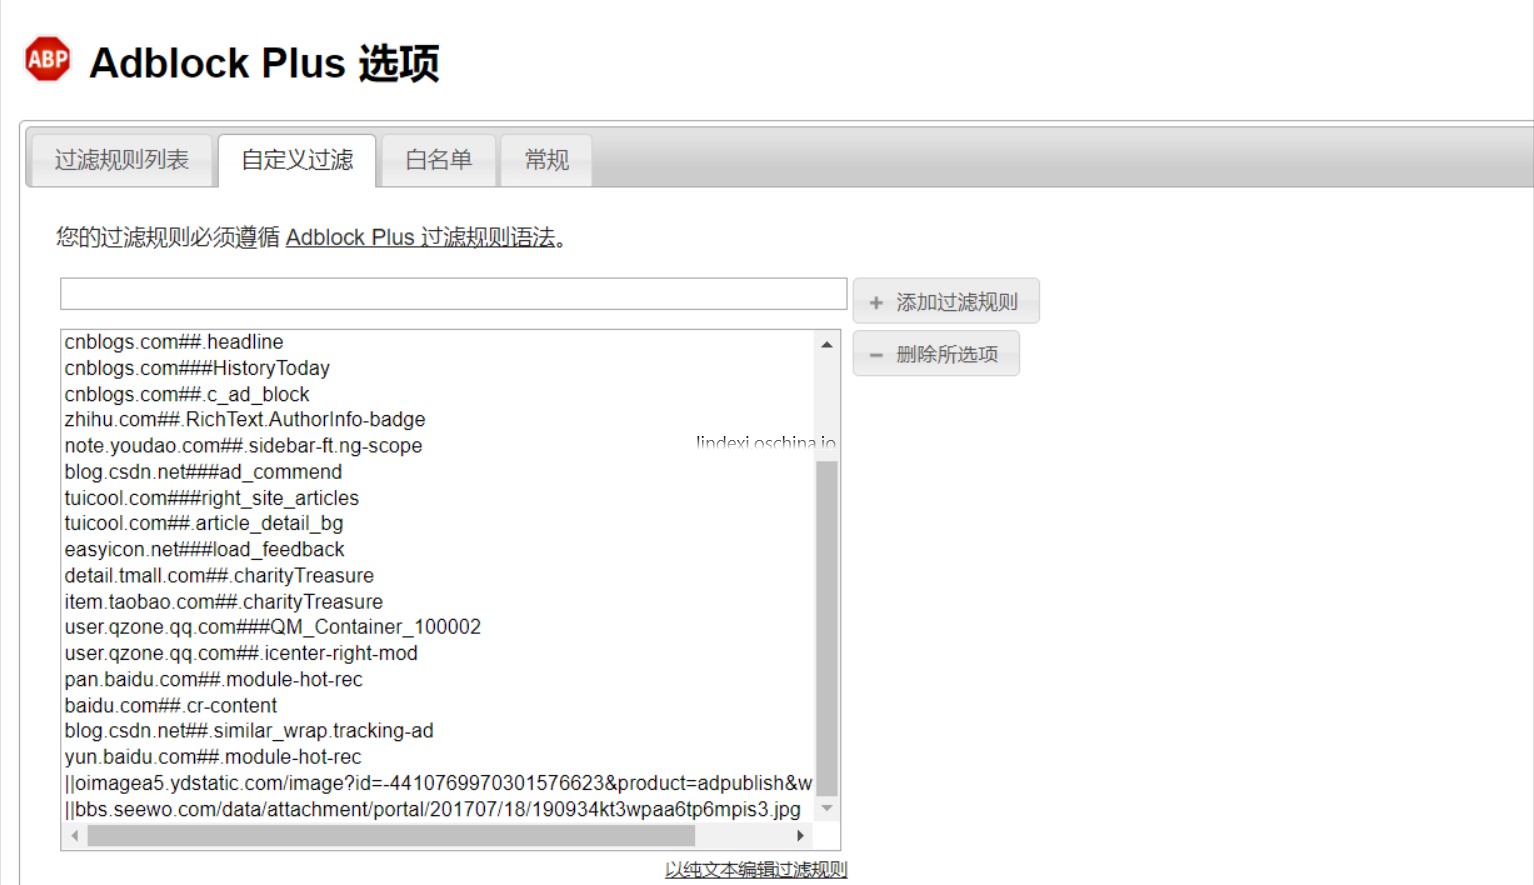 ABP Adblock Plus 选项
过滤规则列表 自定义过滤 白名单 常规
您的过滤规则必须遵循 Adblock Plus 过滤规则语法。
+ 添加过滤规则
− 删除所选项
cnblogs.com##.headline
cnblogs.com###HistoryToday
cnblogs.com##.c_ad_block
zhihu.com##.RichText.AuthorInfo-badge
lindexi.oschina.io
note.youdao.com##.sidebar-ft.ng-scope
blog.csdn.net###ad_commend
tuicool.com###right_site_articles
tuicool.com##.article_detail_bg
easyicon.net###load_feedback
detail.tmall.com##.charityTreasure
item.taobao.com##.charityTreasure
user.qzone.qq.com###QM_Container_100002
user.qzone.qq.com##.icenter-right-mod
pan.baidu.com##.module-hot-rec
baidu.com##.cr-content
blog.csdn.net##.similar_wrap.tracking-ad
yun.baidu.com##.module-hot-rec
||oimagea5.ydstatic.com/image?id=-4410769970301576623&product=adpublish&w
||bbs.seewo.com/data/attachment/portal/201707/18/190934kt3wpaa6tp6mpis3.jpg
以纯文本编辑过滤规则